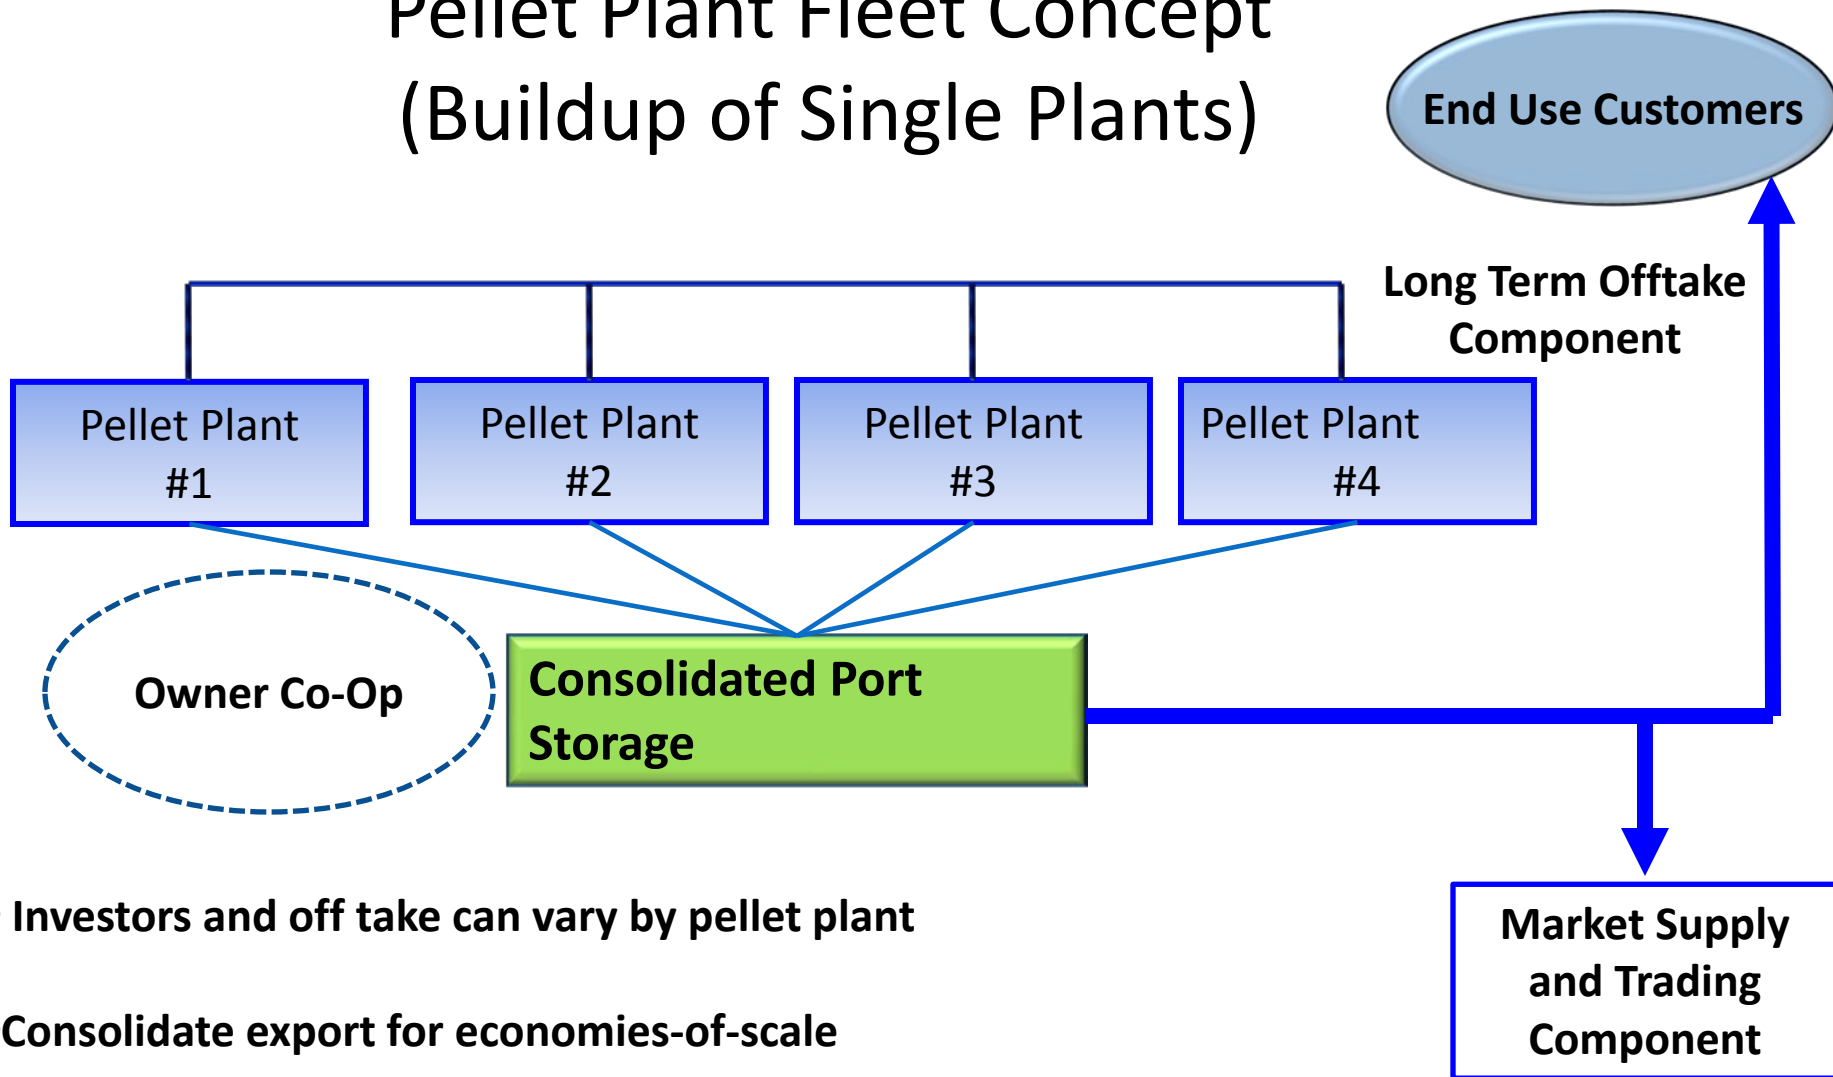 Pellet Plant Fleet Concept
(Buildup of Single Plants)
End Use Customers
Long Term Offtake
Component
Pellet Plant
#1
Pellet Plant
#2
Pellet Plant
#3
Pellet Plant
#4
Owner Co-Op
Consolidated Port
Storage
Investors and off take can vary by pellet plant
Consolidate export for economies-of-scale
Market Supply
and Trading
Component